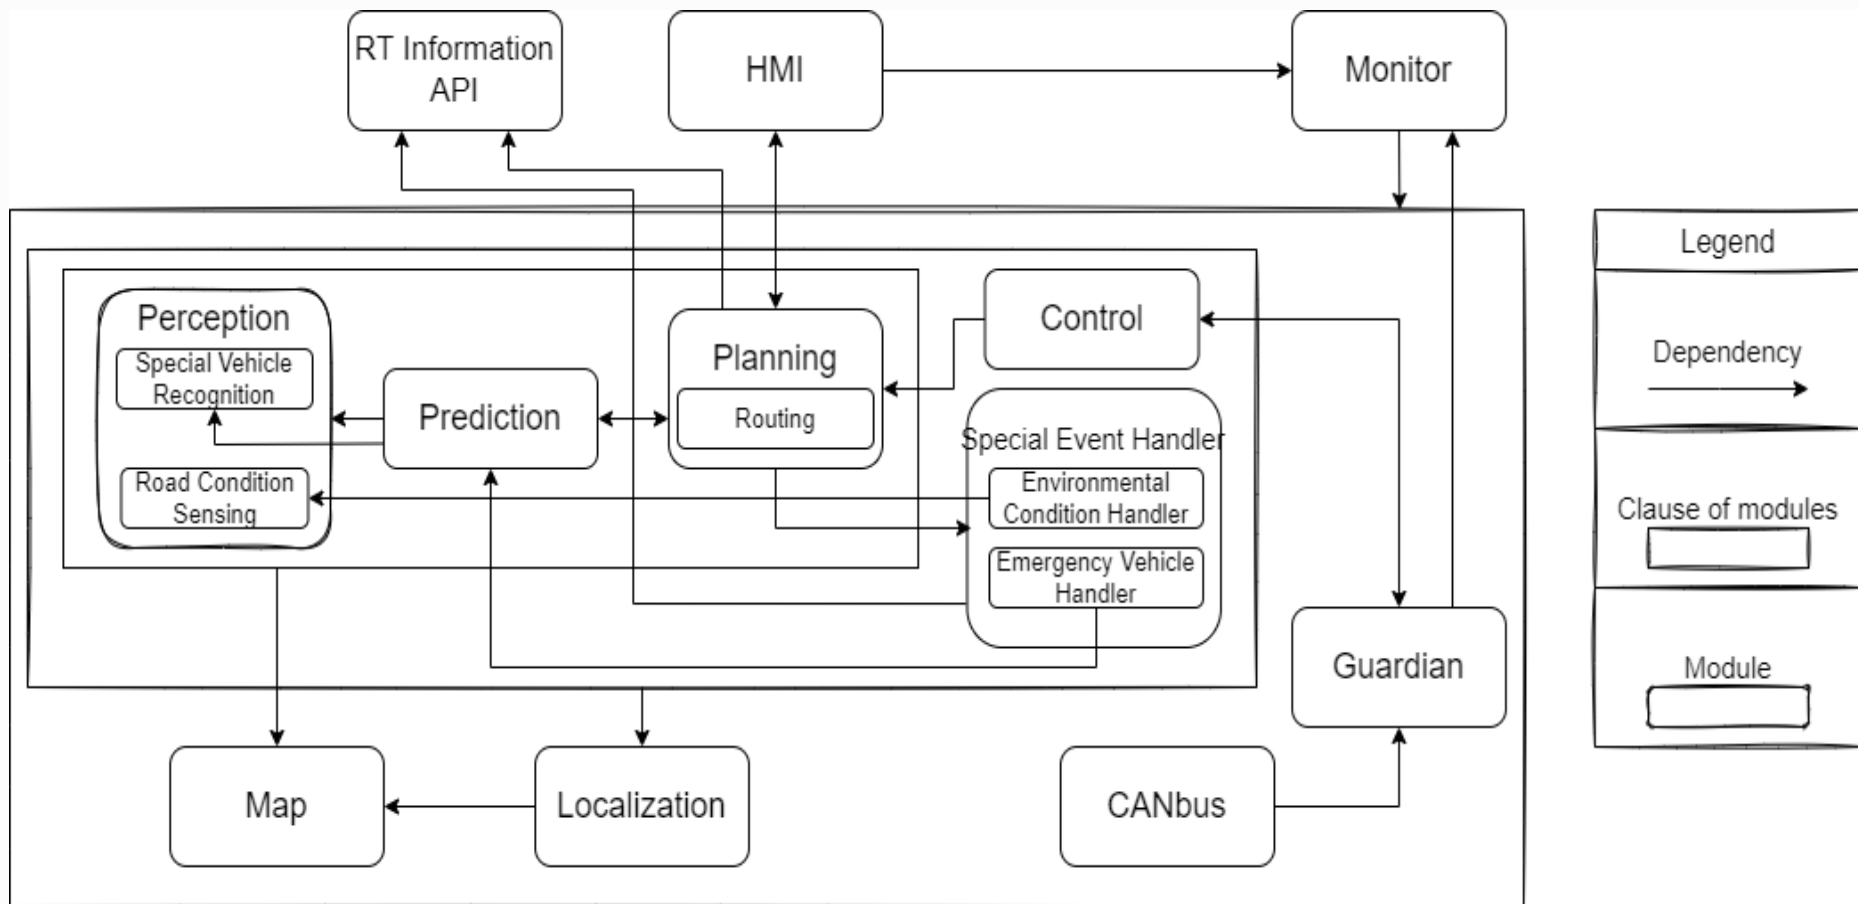 RT Information
API
HMI
Monitor
Legend
Perception
Special Vehicle
Recognition
Road Condition
Sensing
Prediction
Planning
Routing
Control
Special Event Handler
Environmental
Condition Handler
Emergency Vehicle
Handler
Dependency
Clause of modules
Module
Guardian
Map
Localization
CANbus